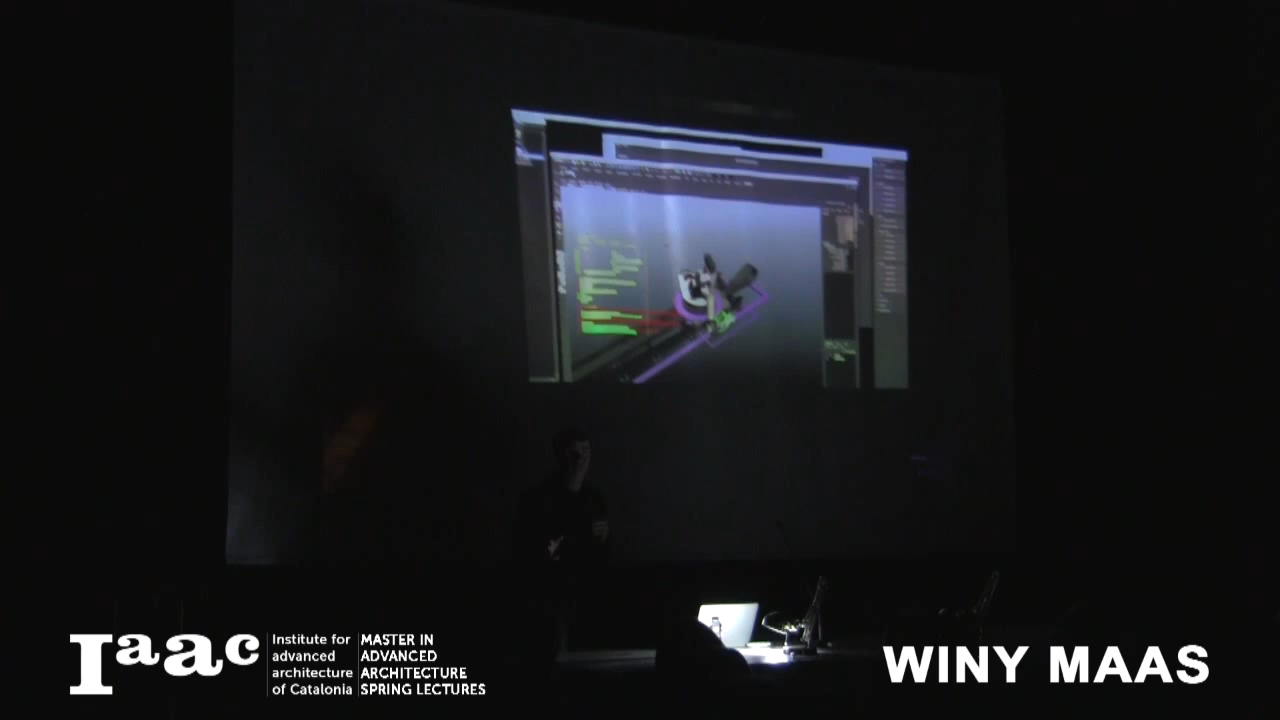 Iaac
Institute for
advanced
architecture
of Catalonia
MASTER IN
ADVANCED
ARCHITECTURE
SPRING LECTURES
WINY MAAS